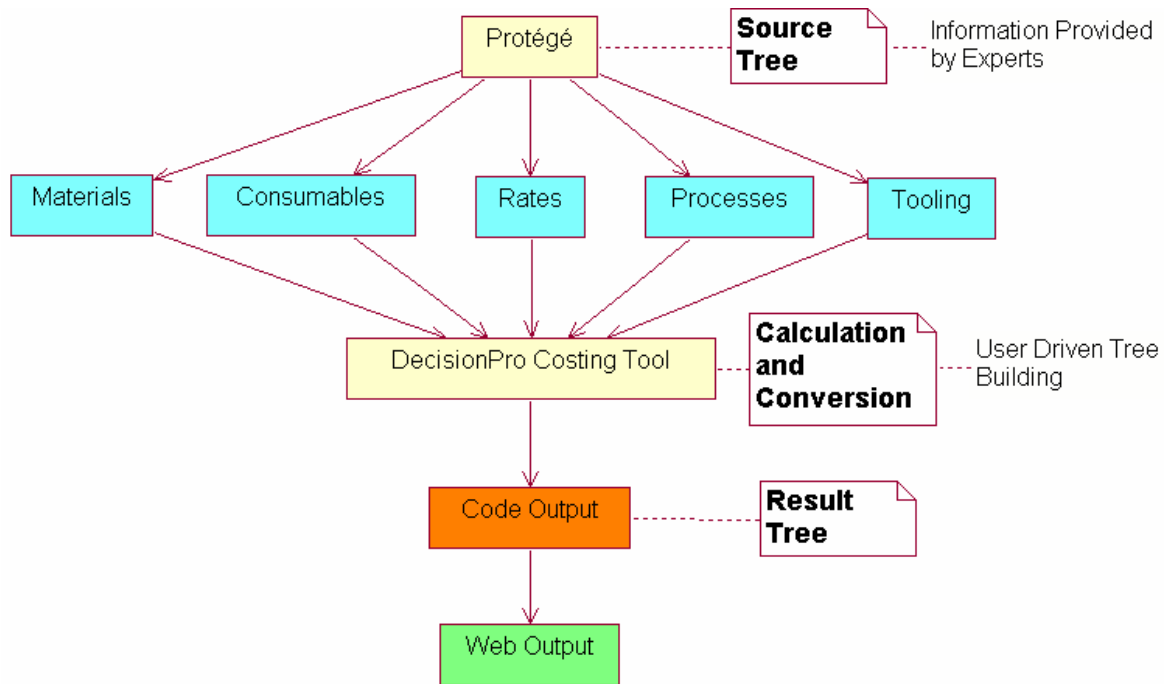 Protégé
Source
Tree
Information Provided
by Experts
Materials
Consumables
Rates
Processes
Tooling
DecisionPro Costing Tool
Calculation
and
Conversion
User Driven Tree
Building
Code Output
Result
Tree
Web Output